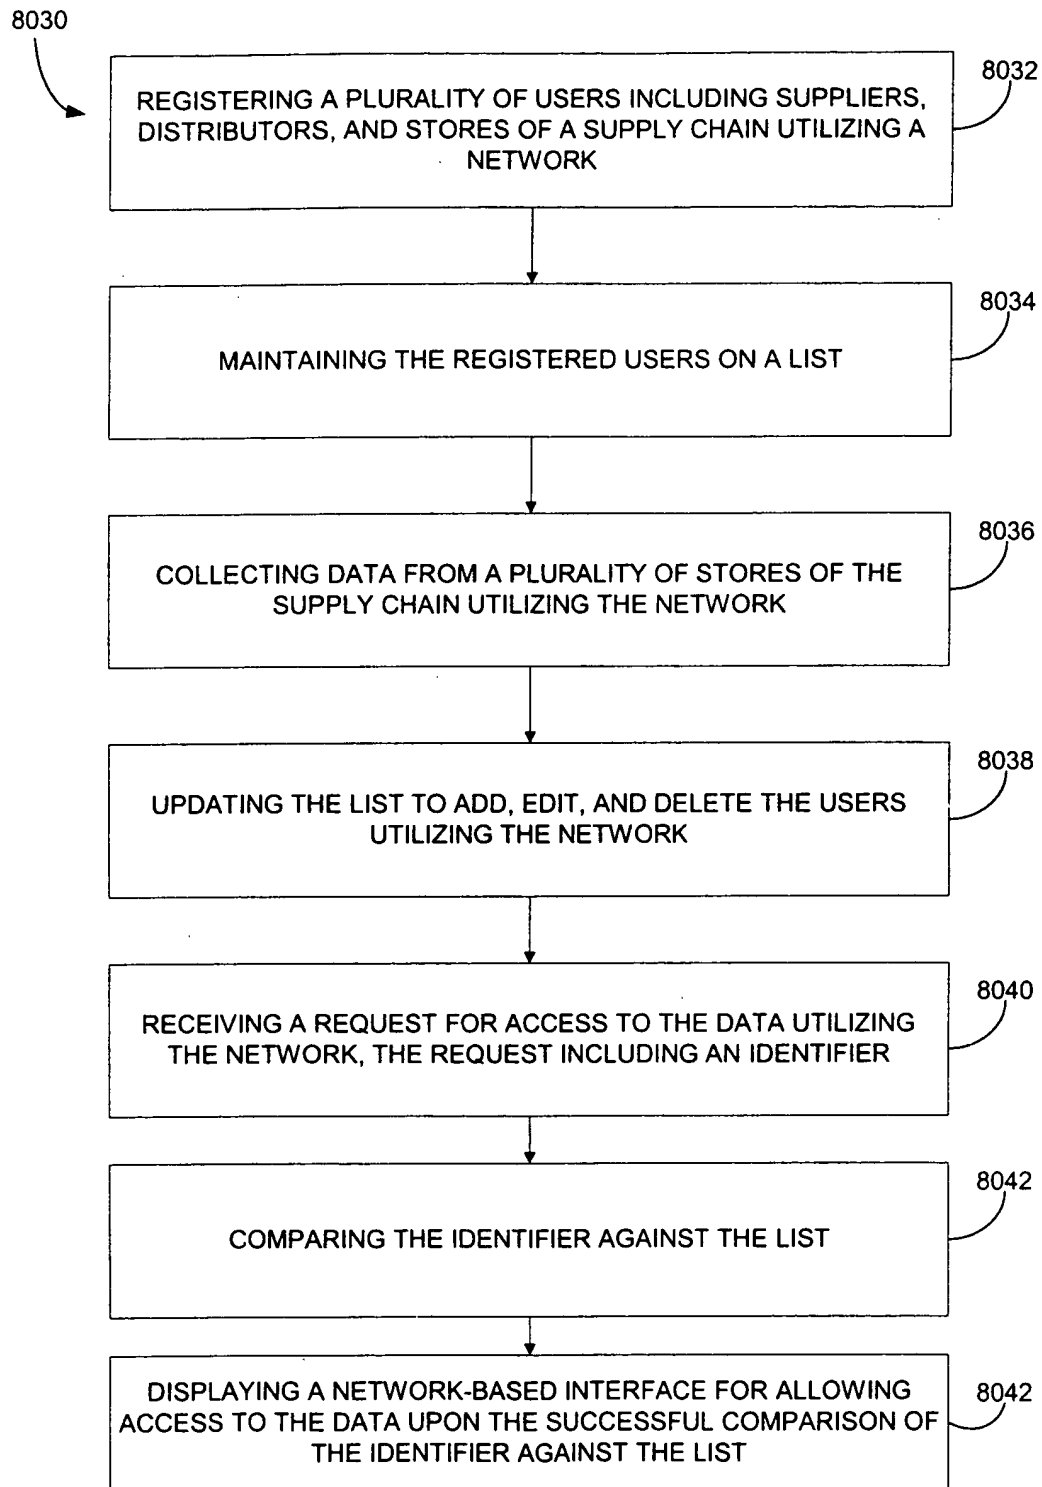 8030
8032
REGISTERING A PLURALITY OF USERS INCLUDING SUPPLIERS,
DISTRIBUTORS, AND STORES OF A SUPPLY CHAIN UTILIZING A
NETWORK
8034
MAINTAINING THE REGISTERED USERS ON A LIST
8036
COLLECTING DATA FROM A PLURALITY OF STORES OF THE
SUPPLY CHAIN UTILIZING THE NETWORK
8038
UPDATING THE LIST TO ADD, EDIT, AND DELETE THE USERS
UTILIZING THE NETWORK
8040
RECEIVING A REQUEST FOR ACCESS TO THE DATA UTILIZING
THE NETWORK, THE REQUEST INCLUDING AN IDENTIFIER
8042
COMPARING THE IDENTIFIER AGAINST THE LIST
8042
DISPLAYING A NETWORK-BASED INTERFACE FOR ALLOWING
ACCESS TO THE DATA UPON THE SUCCESSFUL COMPARISON OF
THE IDENTIFIER AGAINST THE LIST